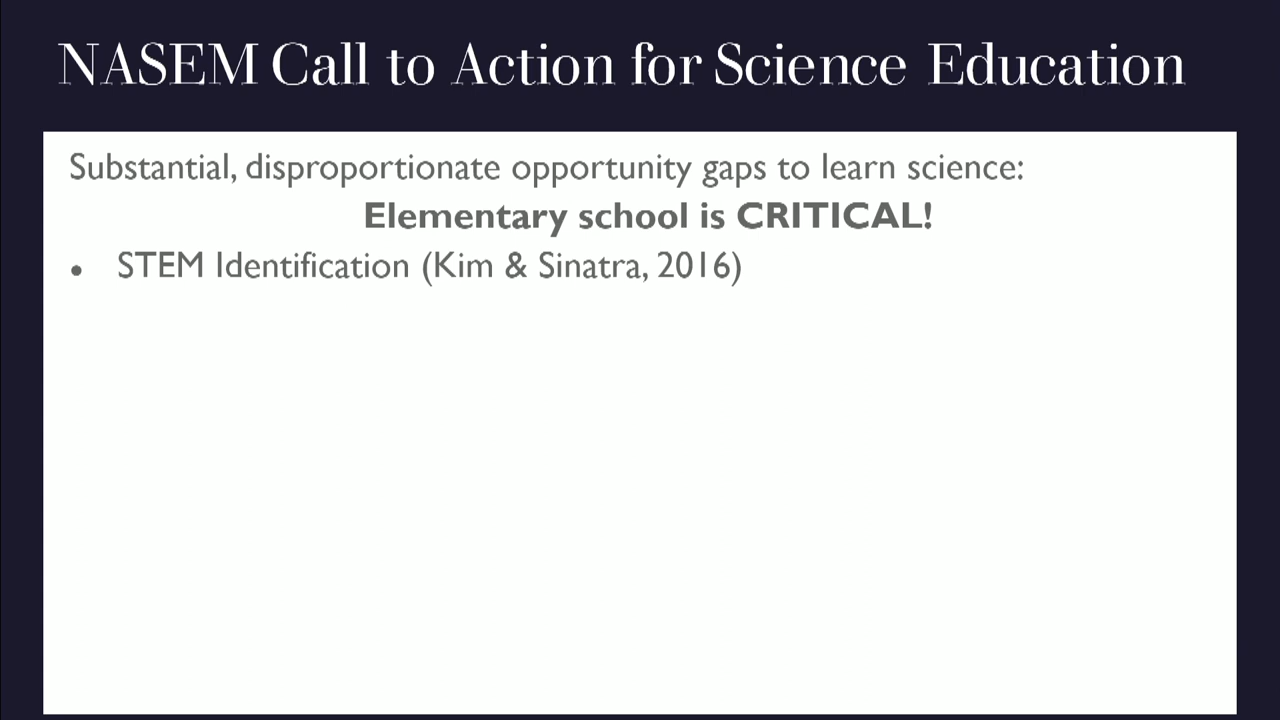 NASEM Call to Action for Science Education
Substantial, disproportionate opportunity gaps to learn science:
Elementary school is CRITICAL!
• STEM Identification (Kim & Sinatra, 2016)